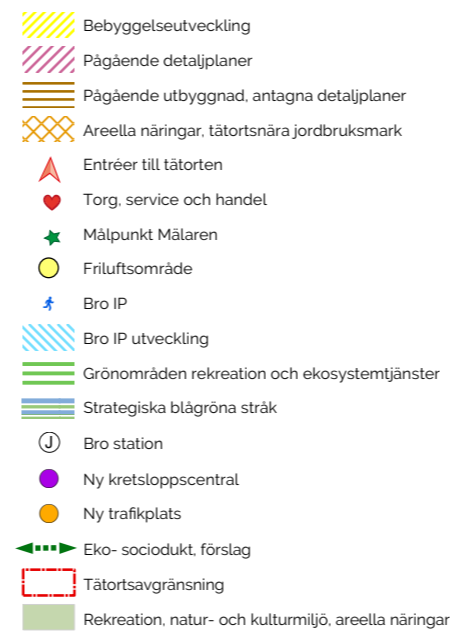 Bebyggelseutveckling
Pågående detaljplaner
Pågående utbyggnad, antagna detaljplaner
Areella näringar, tätortsnära jordbruksmark
Entréer till tätorten
Torg, service och handel
Målpunkt Mälaren
Friluftsområde
Bro IP
Bro IP utveckling
Grönområden rekreation och ekosystemtjänster
Strategiska blågröna stråk
J Bro station
Ny kretsloppscentral
Ny trafikplats
Eko- sociodukt, förslag
Tätortsavgränsning
Rekreation, natur- och kulturmiljö, areella näringar